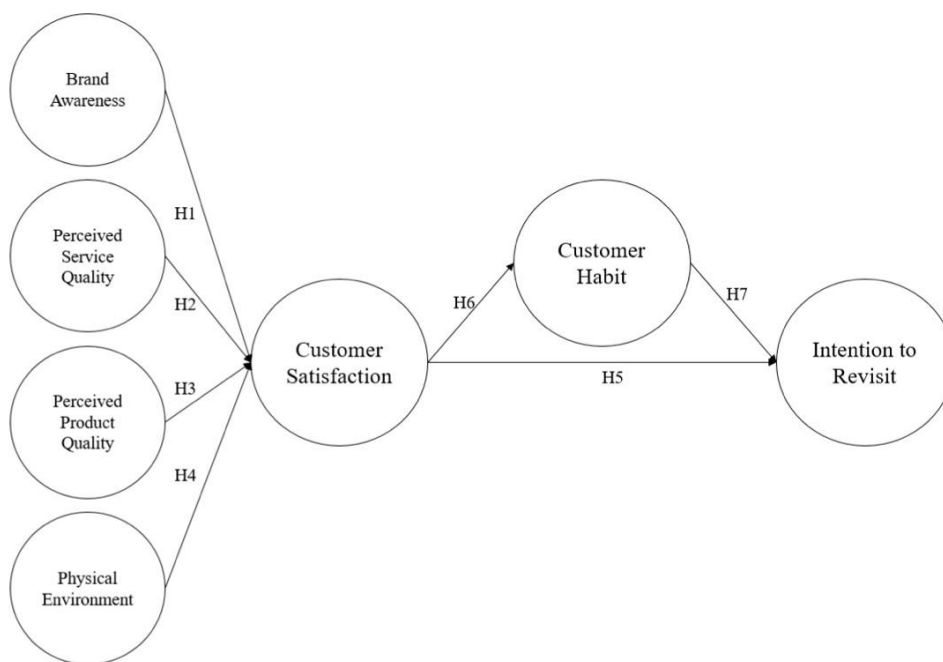 Brand
Awareness
H1
Perceived
Service
Quality
H2
Perceived
Product
Quality
H3
H4
Physical
Environment
Customer
Satisfaction
H6
Customer
Habit
H7
H5
Intention to
Revisit